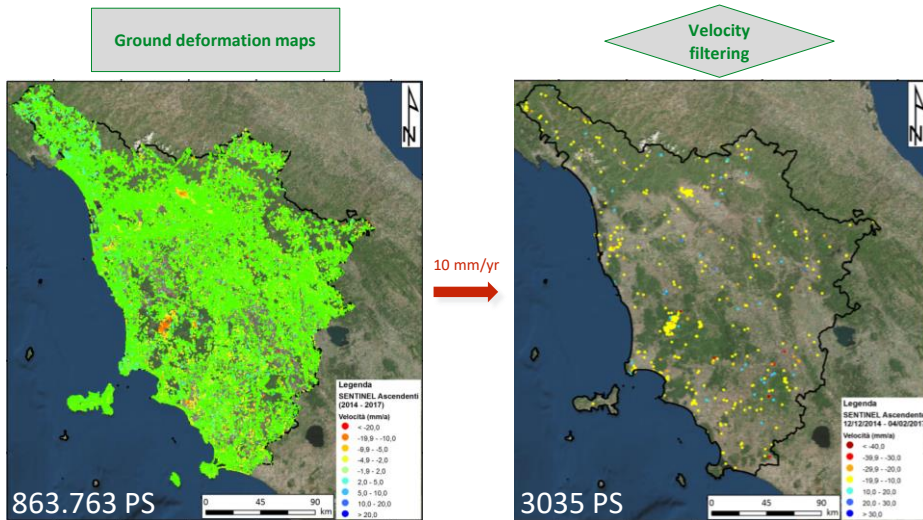 Ground deformation maps
Velocity
filtering
N
Legenda
SENTINEL Ascendenti
(2014 - 2017)
Velocità (mm/a)
< -20,0
-19,9 - -10,0
-9,9 - -5,0
-4,9 - -2,0
-1,9 - 2,0
2,0 - 5,0
5,0 - 10,0
10,0 - 20,0
> 20,0
863.763 PS
0 45 90
km
10 mm/yr
N
Legenda
SENTINEL Ascendente
12/12/2014 - 04/02/2017
Velocità (mm/a)
< -40,0
-39,9 - -30,0
-29,9 - -20,0
-19,9 - -10,0
10,0 - 20,0
20,0 - 30,0
> 30,0
3035 PS
0 45 90
km